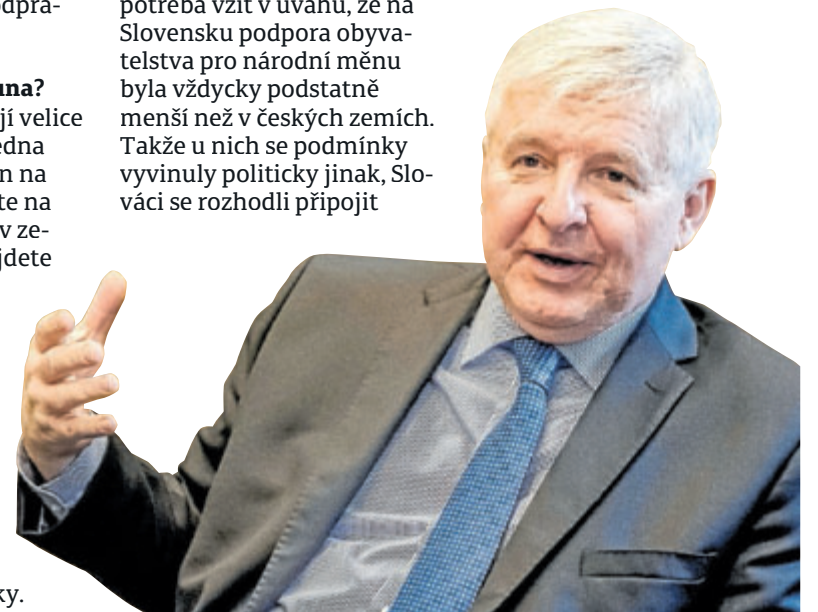 una?
jí velice
edna
n na
te na
v ze-
jdete
ky.
potřeba vzít v úvahu, že na
Slovensku podpora obyva-
telstva pro národní měnu
byla vždycky podstatně
menší než v českých zemích.
Takže u nich se podmínky
vyvinuly politicky jinak, Slo-
váci se rozhodli připojit